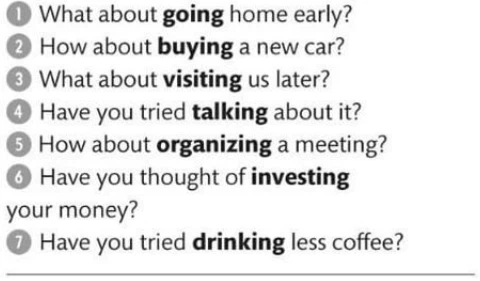 1 What about going home early?
2 How about buying a new car?
3 What about visiting us later?
4 Have you tried talking about it?
5 How about organizing a meeting?
6 Have you thought of investing
your money?
7 Have you tried drinking less coffee?